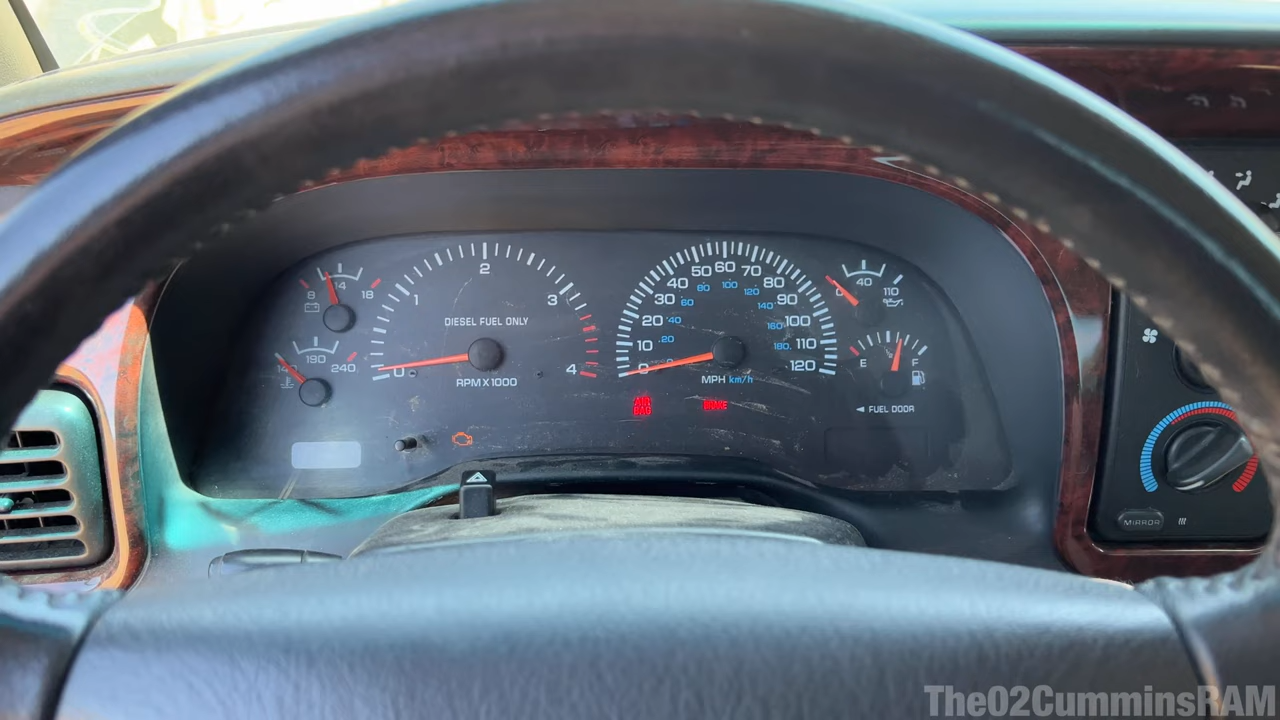 8 14 18
190 240
0 1 2 3 4
DIESEL FUEL ONLY
RPM X 1000
0 10 20 30 40 50 60 70 80 90 100 110 120
20 40 60 80 100 120 140 160 180
MPH km/h
AIR
BAG
BRAKE
0 40 110
E F
◄ FUEL DOOR
MIRROR
The02CumminsRAM